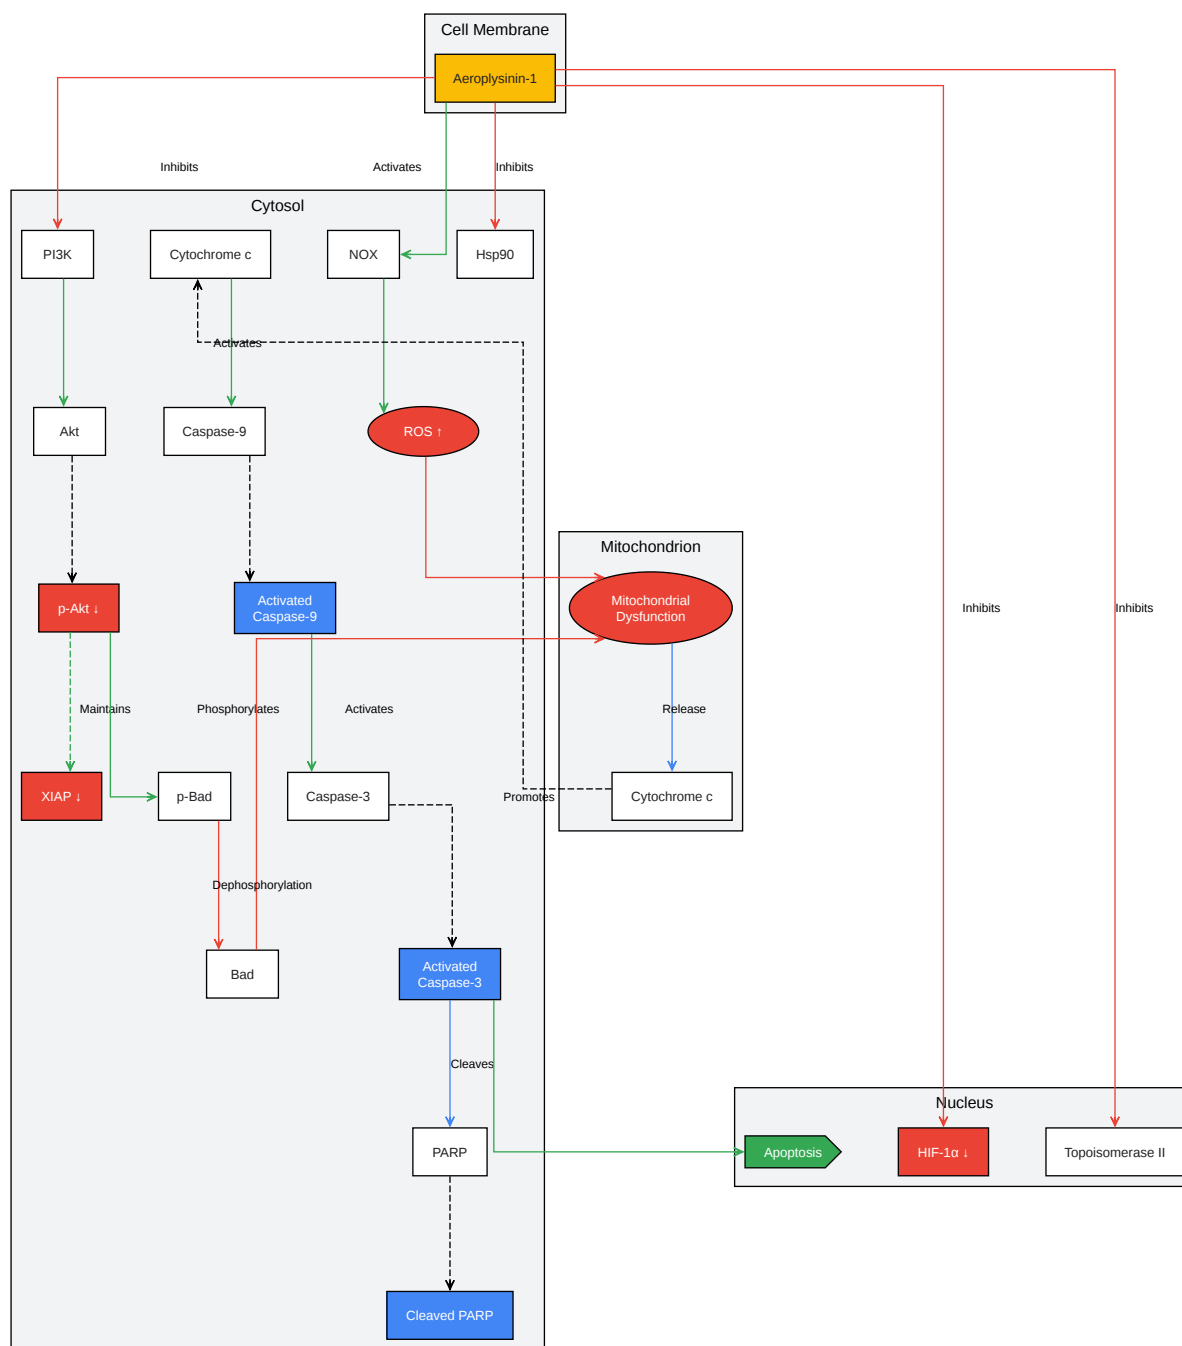 Cell Membrane
Aeroplysinin-1
Inhibits
Activates
Inhibits
Cytosol
PI3K
Cytochrome c
NOX
Hsp90
Activates
Akt
Caspase-9
ROS ↑
Mitochondrion
p-Akt ↓
Activated
Caspase-9
Mitochondrial
Dysfunction
Inhibits
Inhibits
Maintains
Phosphorylates
Activates
Release
XIAP ↓
p-Bad
Caspase-3
Promotes
Cytochrome c
Dephosphorylation
Bad
Activated
Caspase-3
Cleaves
Nucleus
PARP
Apoptosis
HIF-1α ↓
Topoisomerase II
Cleaved PARP